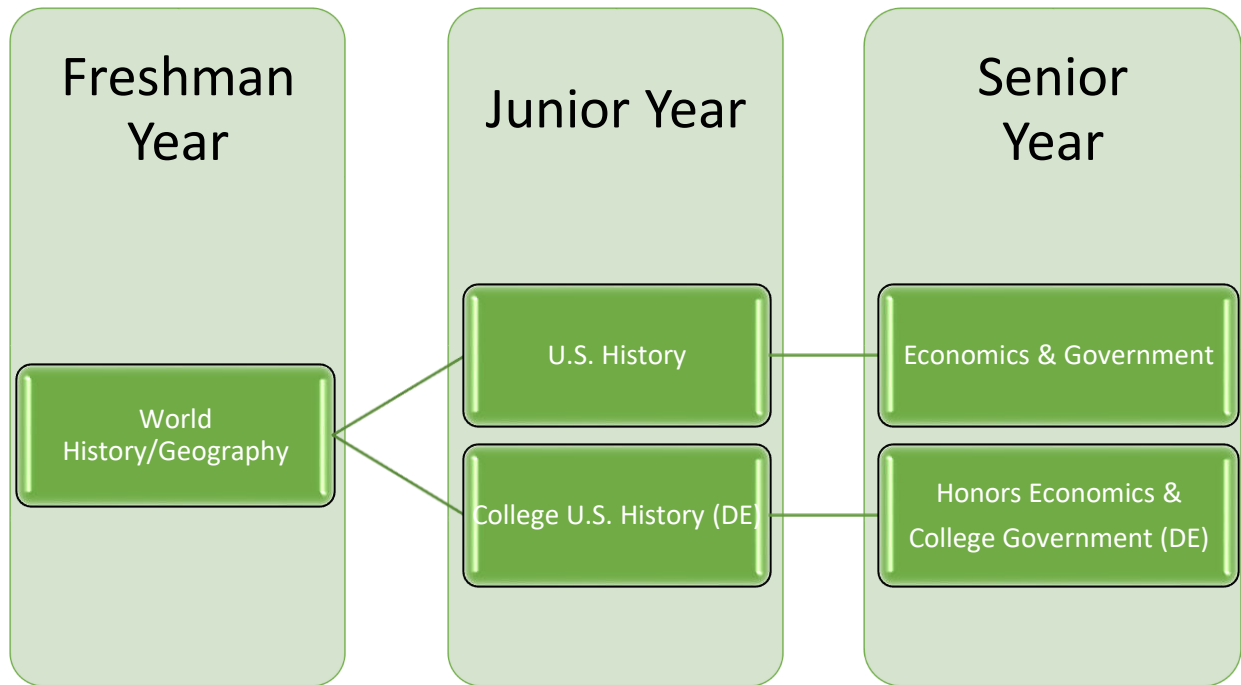 Freshman
Year
Junior Year
Senior
Year
World
History/Geography
U.S. History
College U.S. History (DE)
Economics & Government
Honors Economics &
College Government (DE)